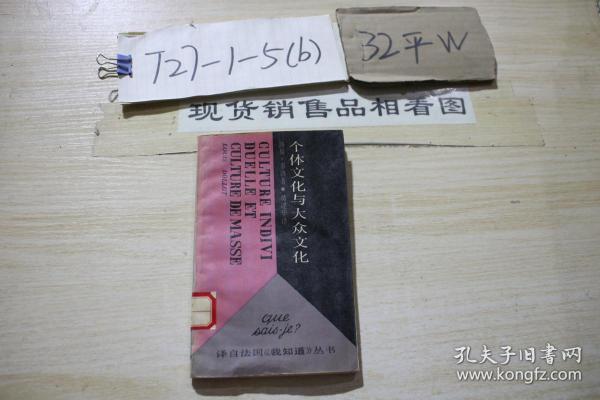 T27-1-5(6)
32平W
现货销售品相看图
个体文化与大众文化
CULTURE INDIVI
DUELLE ET
CULTURE DE MASSE
LOUIS DOLLOT
que
sais-je?
译自法国《我知道》丛书
孔夫子旧书网
www.kongfz.com